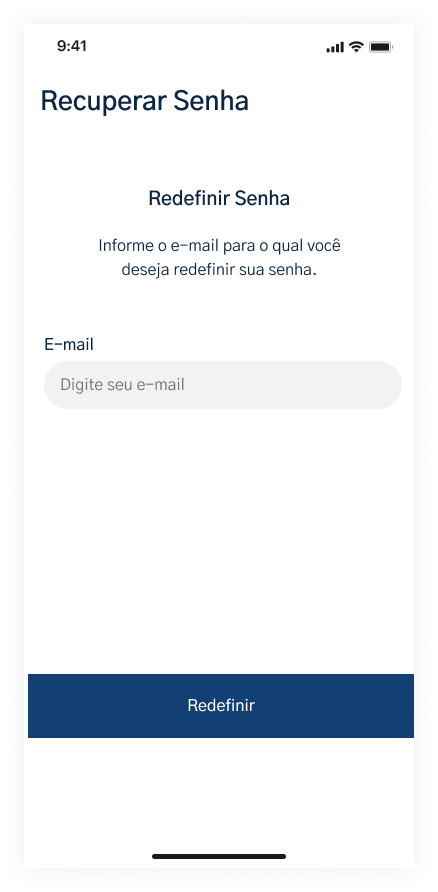 9:41
Recuperar Senha
Redefinir Senha
Informe o e-mail para o qual você
deseja redefinir sua senha.
E-mail
Digite seu e-mail
Redefinir